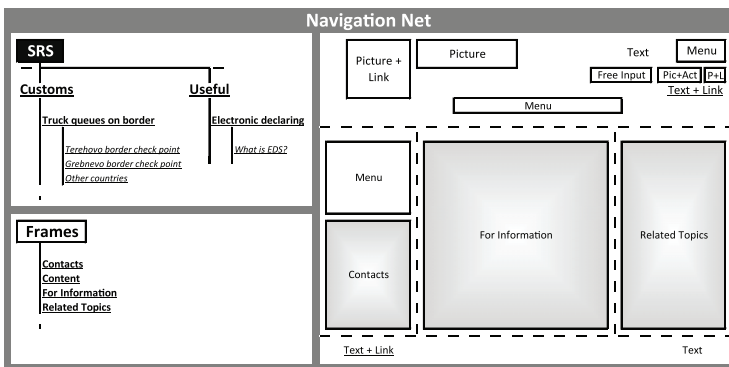 Navigation Net
SRS
Customs
Useful
Truck queues on border
Electronic declaring
Terehovo border check point
What is EDS?
Grebnevo border check point
Other countries
Frames
Contacts
Content
For Information
Related Topics
Picture +
Link
Picture
Text
Menu
Free Input
Pic+Act
P+L
Text + Link
Menu
Menu
For Information
Related Topics
Contacts
Text + Link
Text